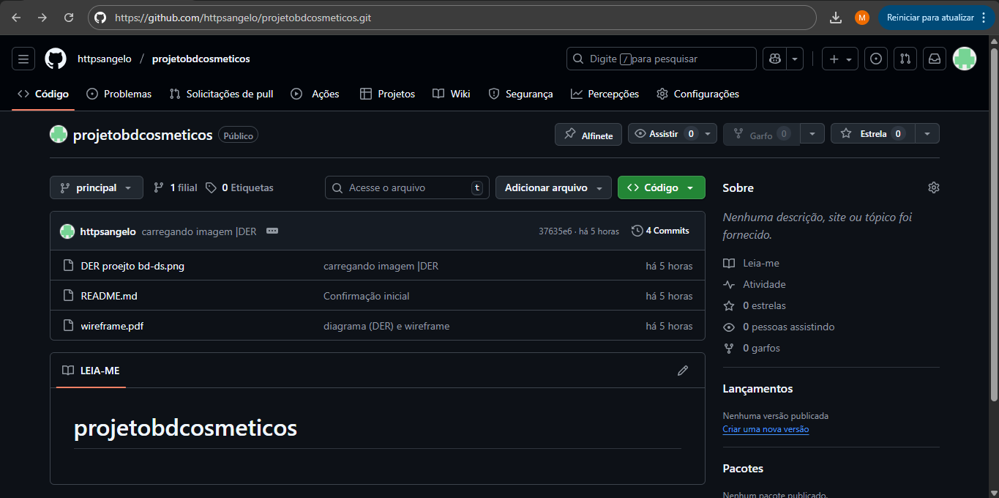 https://github.com/httpsangelo/projetobdcosmeticos.git
M
Reiniciar para atualizar
httpsangelo / projetobdcosmeticos
Digite / para pesquisar
Código
Problemas
Solicitações de pull
Ações
Projetos
Wiki
Segurança
Percepções
Configurações
projetobdcosmeticos
Público
Alfinete
Assistir 0
Garfo 0
Estrela 0
principal
1 filial
0 Etiquetas
Acesse o arquivo
t
Adicionar arquivo
Código
httpsangelo carregando imagem |DER
37635e6 · há 5 horas
4 Commits
DER proejto bd-ds.png carregando imagem |DER há 5 horas
README.md Confirmação inicial há 5 horas
wireframe.pdf diagrama (DER) e wireframe há 5 horas
LEIA-ME
projetobdcosmeticos
Sobre
Nenhuma descrição, site ou tópico foi
fornecido.
Leia-me
Atividade
0 estrelas
0 pessoas assistindo
0 garfos
Lançamentos
Nenhuma versão publicada
Criar uma nova versão
Pacotes
Nenhum pacote publicado.